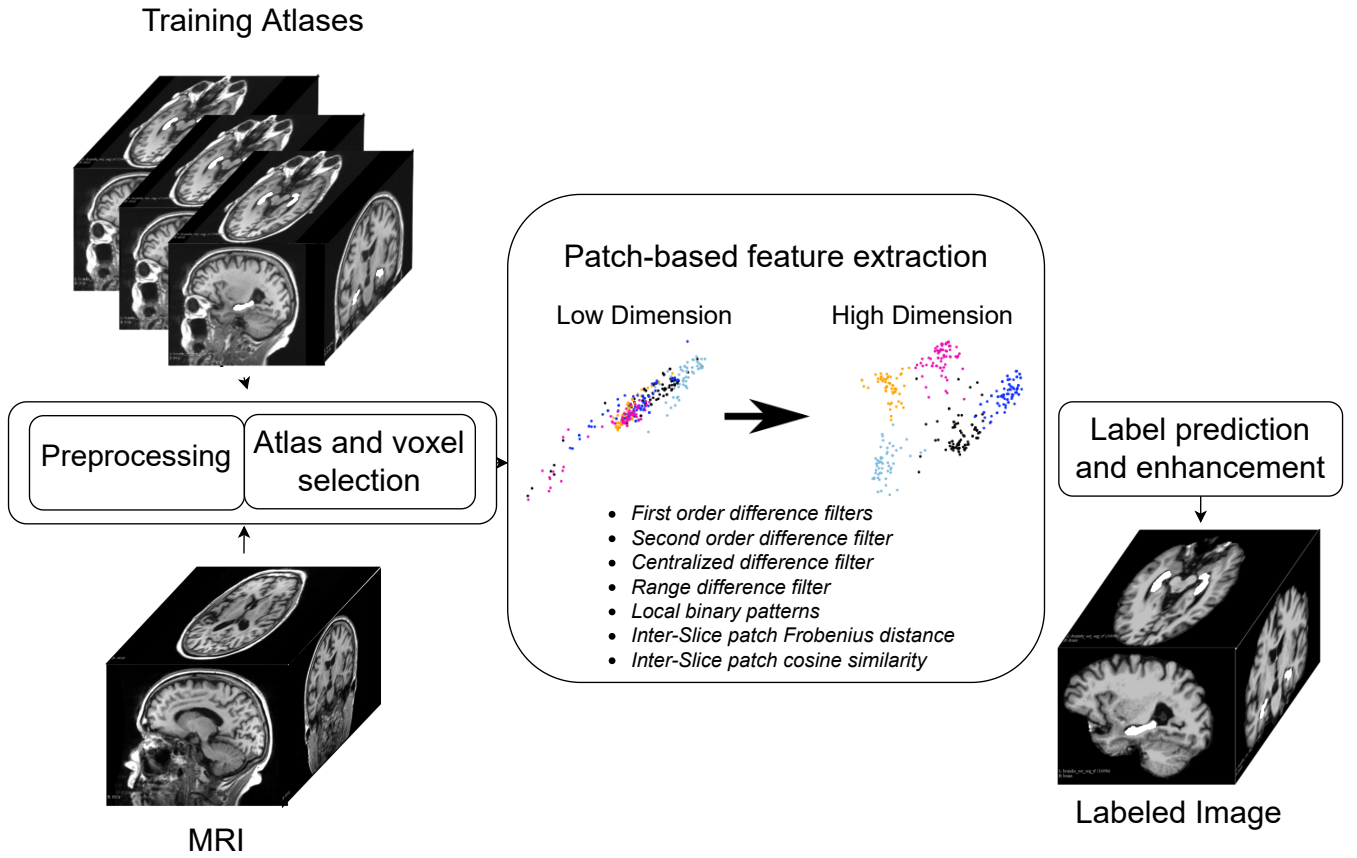 Training Atlases
Patch-based feature extraction
Low Dimension
High Dimension
Preprocessing
Atlas and voxel
selection
Label prediction
and enhancement
• First order difference filters
• Second order difference filter
• Centralized difference filter
• Range difference filter
• Local binary patterns
• Inter-Slice patch Frobenius distance
• Inter-Slice patch cosine similarity
MRI
Labeled Image